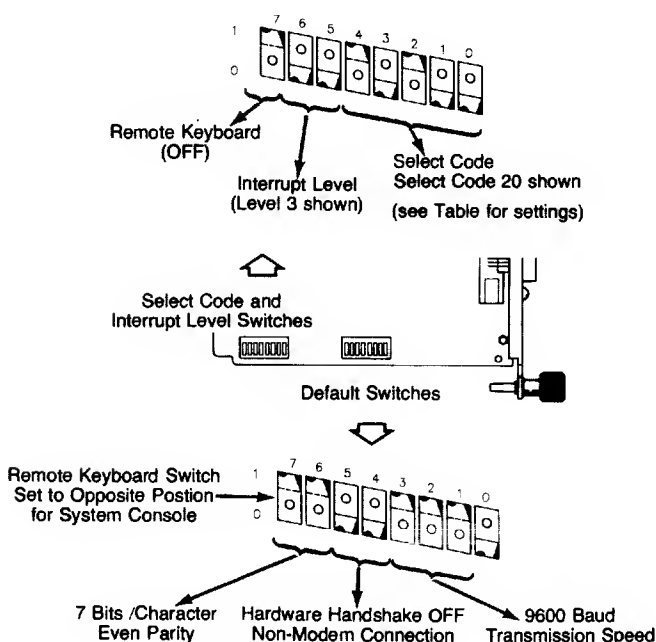 7 6 5 4 3 2 1 0
1
0
Remote Keyboard
(OFF)
Interrupt Level
(Level 3 shown)
Select Code
Select Code 20 shown
(see Table for settings)
Select Code and
Interrupt Level Switches
Default Switches
Remote Keyboard Switch
Set to Opposite Postion
for System Console
7 6 5 4 3 2 1 0
1
0
7 Bits /Character
Even Parity
Hardware Handshake OFF
Non-Modem Connection
9600 Baud
Transmission Speed